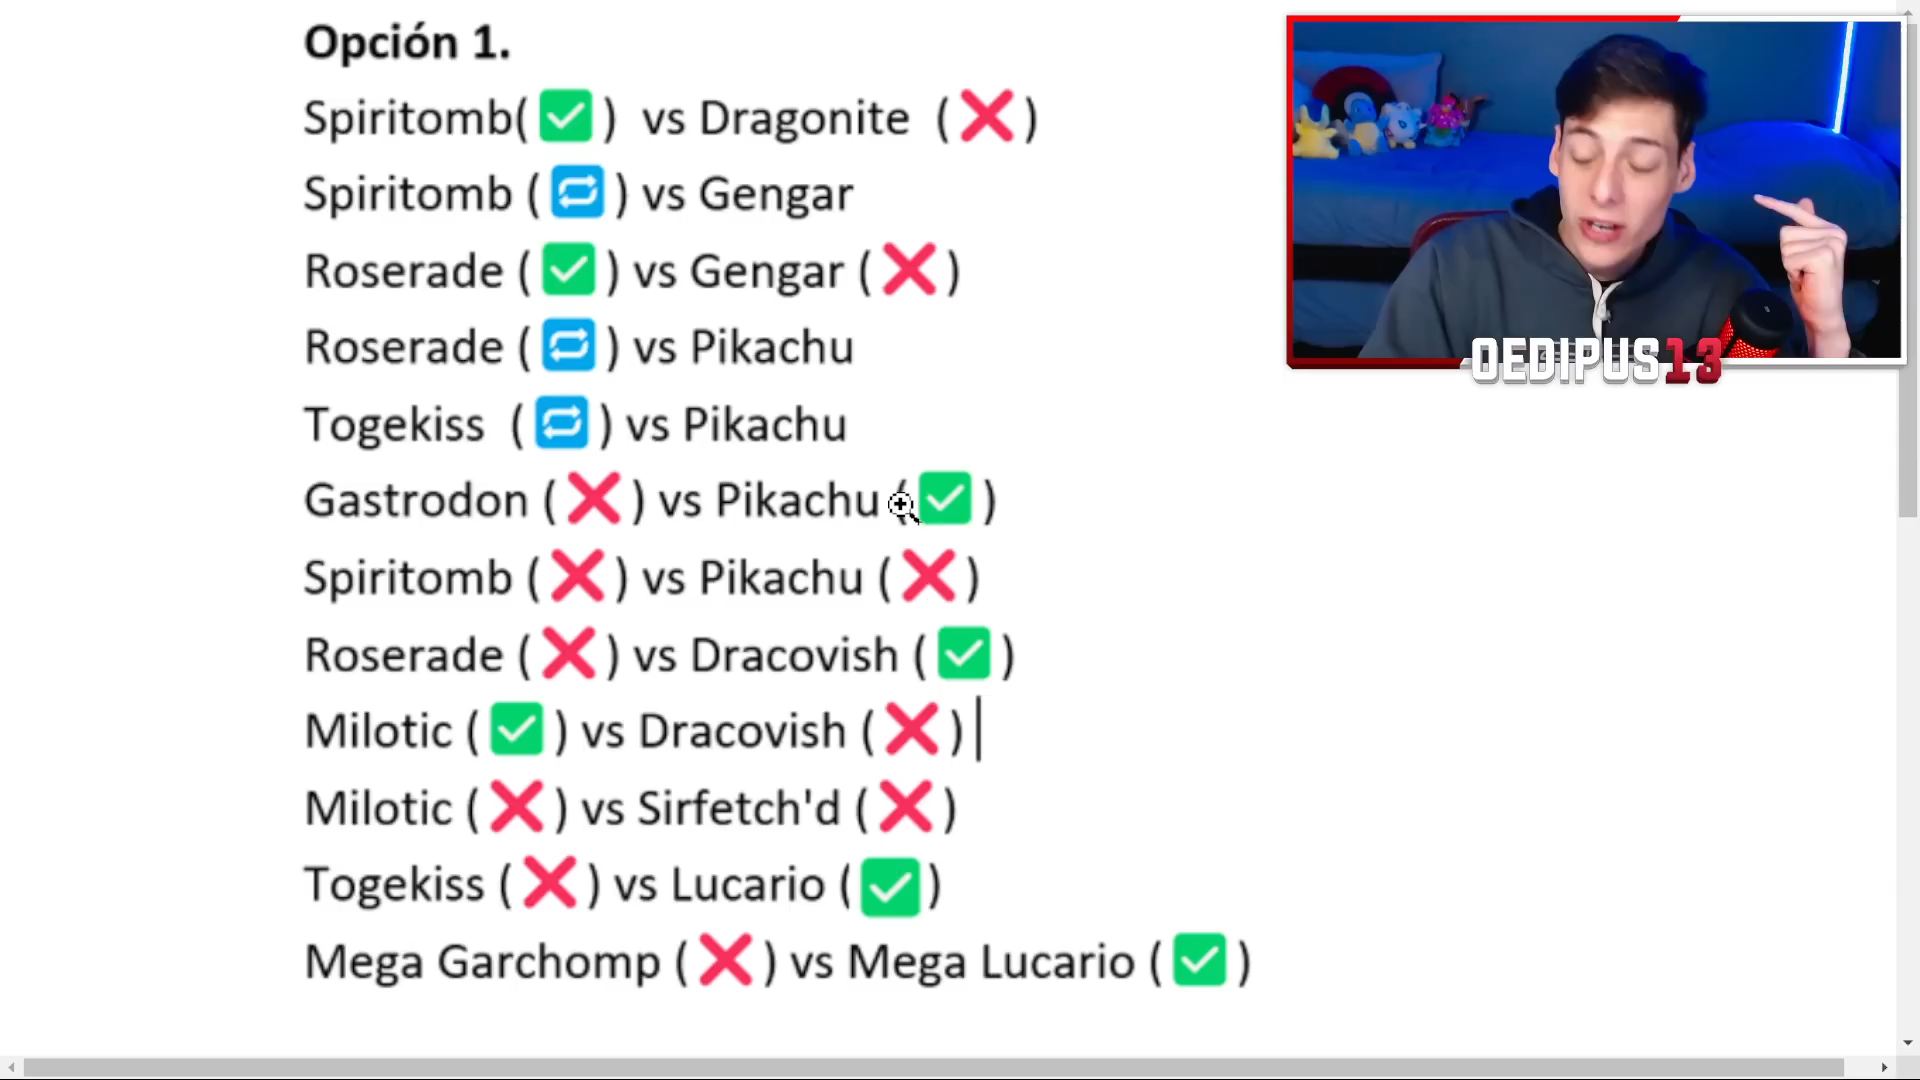 Opción 1.
Spiritomb( ✅ ) vs Dragonite ( ❌ )
Spiritomb ( 🔁 ) vs Gengar
Roserade ( ✅ ) vs Gengar ( ❌ )
Roserade ( 🔁 ) vs Pikachu
Togekiss ( 🔁 ) vs Pikachu
Gastrodon ( ❌ ) vs Pikachu ( ✅ )
Spiritomb ( ❌ ) vs Pikachu ( ❌ )
Roserade ( ❌ ) vs Dracovish ( ✅ )
Milotic ( ✅ ) vs Dracovish ( ❌ )
Milotic ( ❌ ) vs Sirfetch'd ( ❌ )
Togekiss ( ❌ ) vs Lucario ( ✅ )
Mega Garchomp ( ❌ ) vs Mega Lucario ( ✅ )
OEDIPUS13